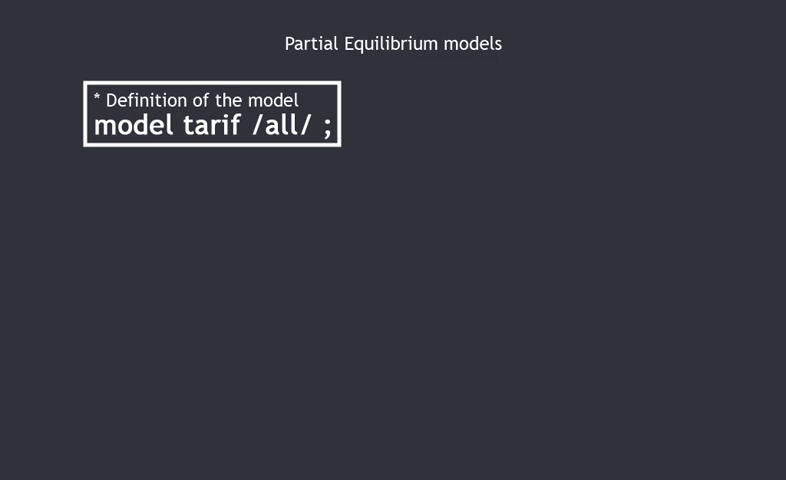 Partial Equilibrium models
* Definition of the model
model tarif /all/ ;